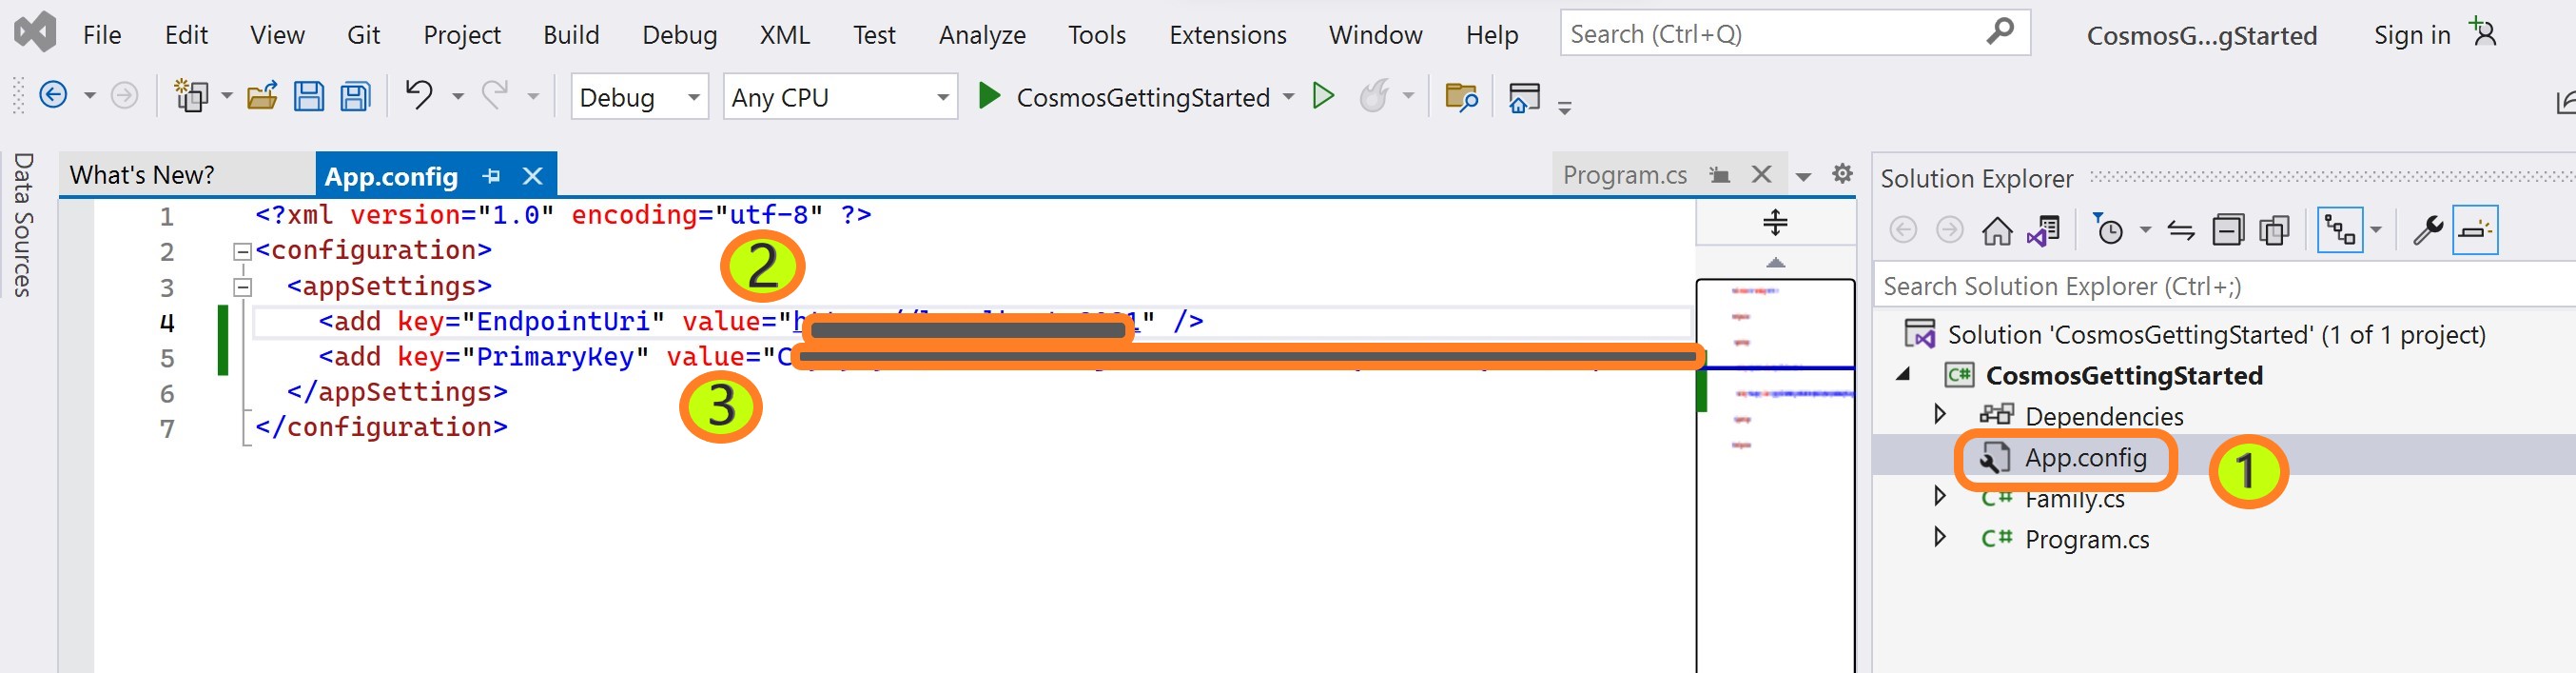 File Edit View Git Project Build Debug XML Test Analyze Tools Extensions Window Help Search (Ctrl+Q) CosmosG...gStarted Sign in
Debug Any CPU CosmosGettingStarted
Data Sources
What's New? App.config Program.cs
1 <?xml version="1.0" encoding="utf-8" ?>
2 <configuration>
2
3 <appSettings>
4 <add key="EndpointUri" value="h" />
5 <add key="PrimaryKey" value="C
6 </appSettings>
3
7 </configuration>
Solution Explorer
Search Solution Explorer (Ctrl+;)
Solution 'CosmosGettingStarted' (1 of 1 project)
C# CosmosGettingStarted
Dependencies
App.config
1
C# Family.cs
C# Program.cs